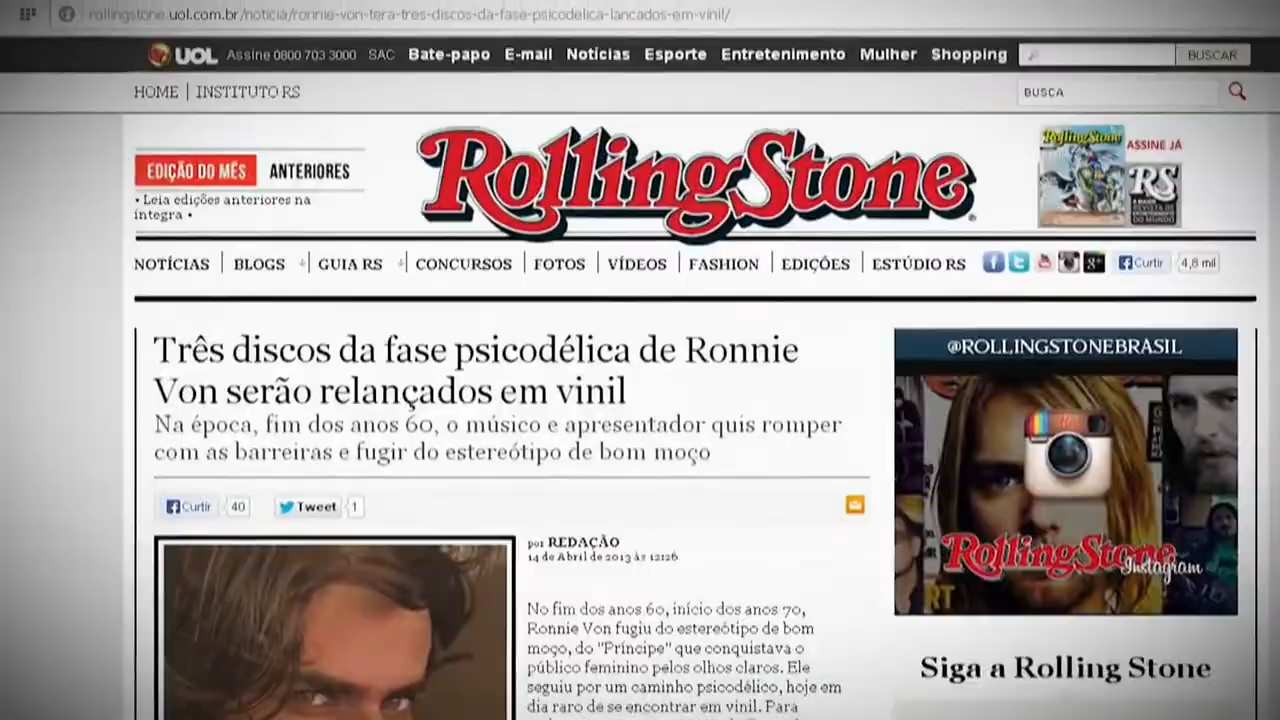 rollingstone.uol.com.br/noticia/ronnie-von-tera-tres-discos-da-fase-psicodelica-lancados-em-vinil/
UOL Assine 0800 703 3000 SAC Bate-papo E-mail Notícias Esporte Entretenimento Mulher Shopping BUSCAR
HOME | INSTITUTO RS BUSCA
EDIÇÃO DO MÊS ANTERIORES
• Leia edições anteriores na
íntegra •
RollingStone
RollingStone
ASSINE JÁ
RS
NOTÍCIAS BLOGS GUIA RS CONCURSOS FOTOS VÍDEOS FASHION EDIÇÕES ESTÚDIO RS Curtir 4,8 mil
Três discos da fase psicodélica de Ronnie
Von serão relançados em vinil
Na época, fim dos anos 60, o músico e apresentador quis romper
com as barreiras e fugir do estereótipo de bom moço
Curtir 40 Tweet 1
por REDAÇÃO
14 de Abril de 2013 às 12h26
No fim dos anos 60, início dos anos 70,
Ronnie Von fugiu do estereótipo de bom
moço, do "Príncipe" que conquistava o
público feminino pelos olhos claros. Ele
seguiu por um caminho psicodélico, hoje em
dia raro de se encontrar em vinil. Para
@ROLLINGSTONEBRASIL
RollingStone
Instagram
Siga a Rolling Stone